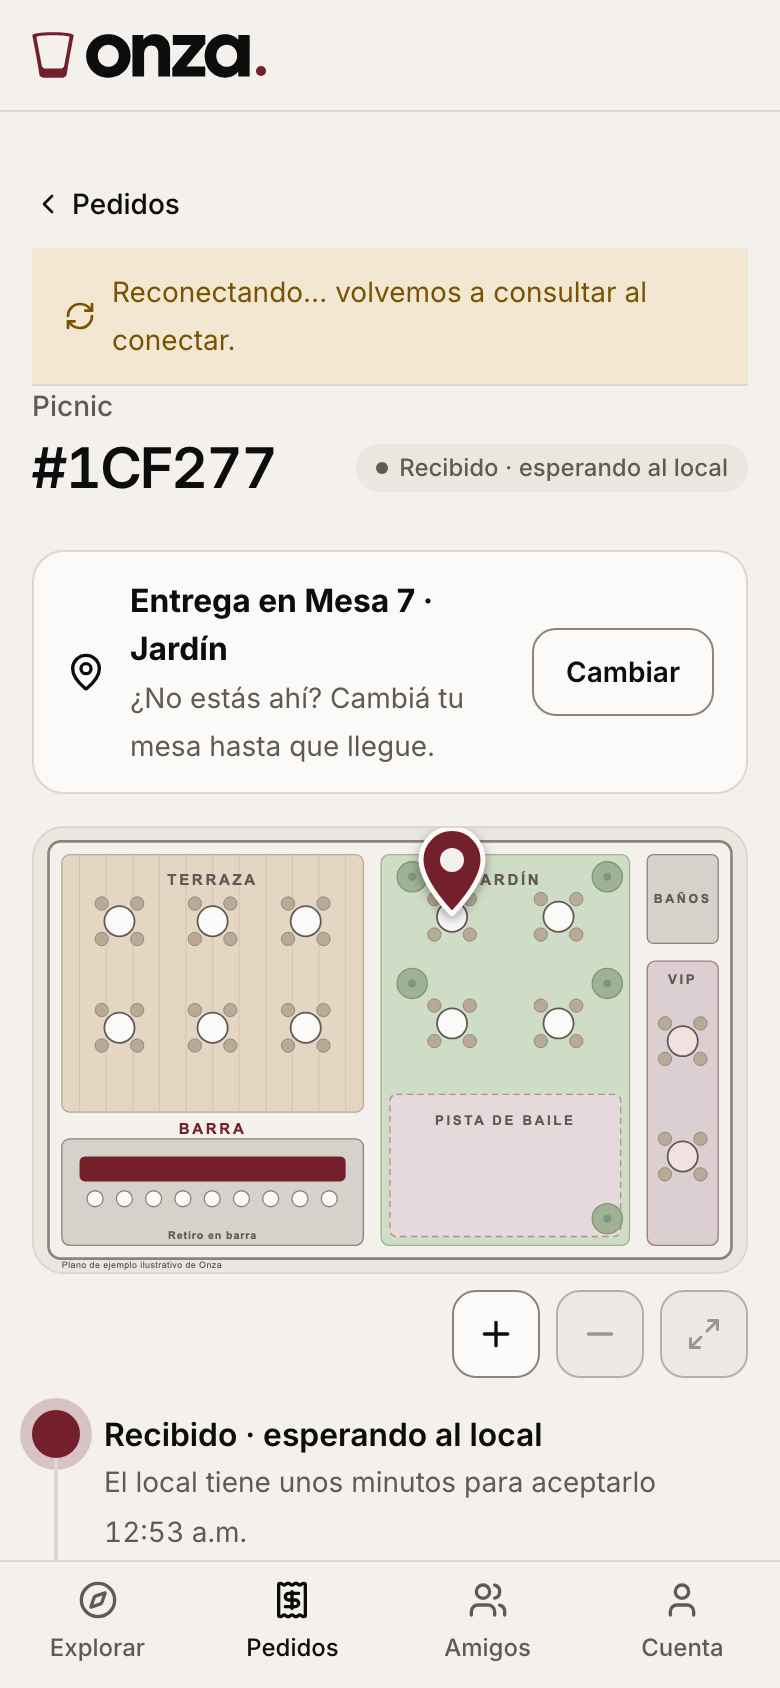 onza.
Pedidos
Reconectando... volvemos a consultar al
conectar.
Picnic
#1CF277
Recibido · esperando al local
Entrega en Mesa 7 ·
Jardín
¿No estás ahí? Cambiá tu
mesa hasta que llegue.
Cambiar
TERRAZA
ARDÍN
BAÑOS
VIP
BARRA
PISTA DE BAILE
Retiro en barra
Plano de ejemplo ilustrativo de Onza
Recibido · esperando al local
El local tiene unos minutos para aceptarlo
12:53 a.m.
Explorar
Pedidos
Amigos
Cuenta